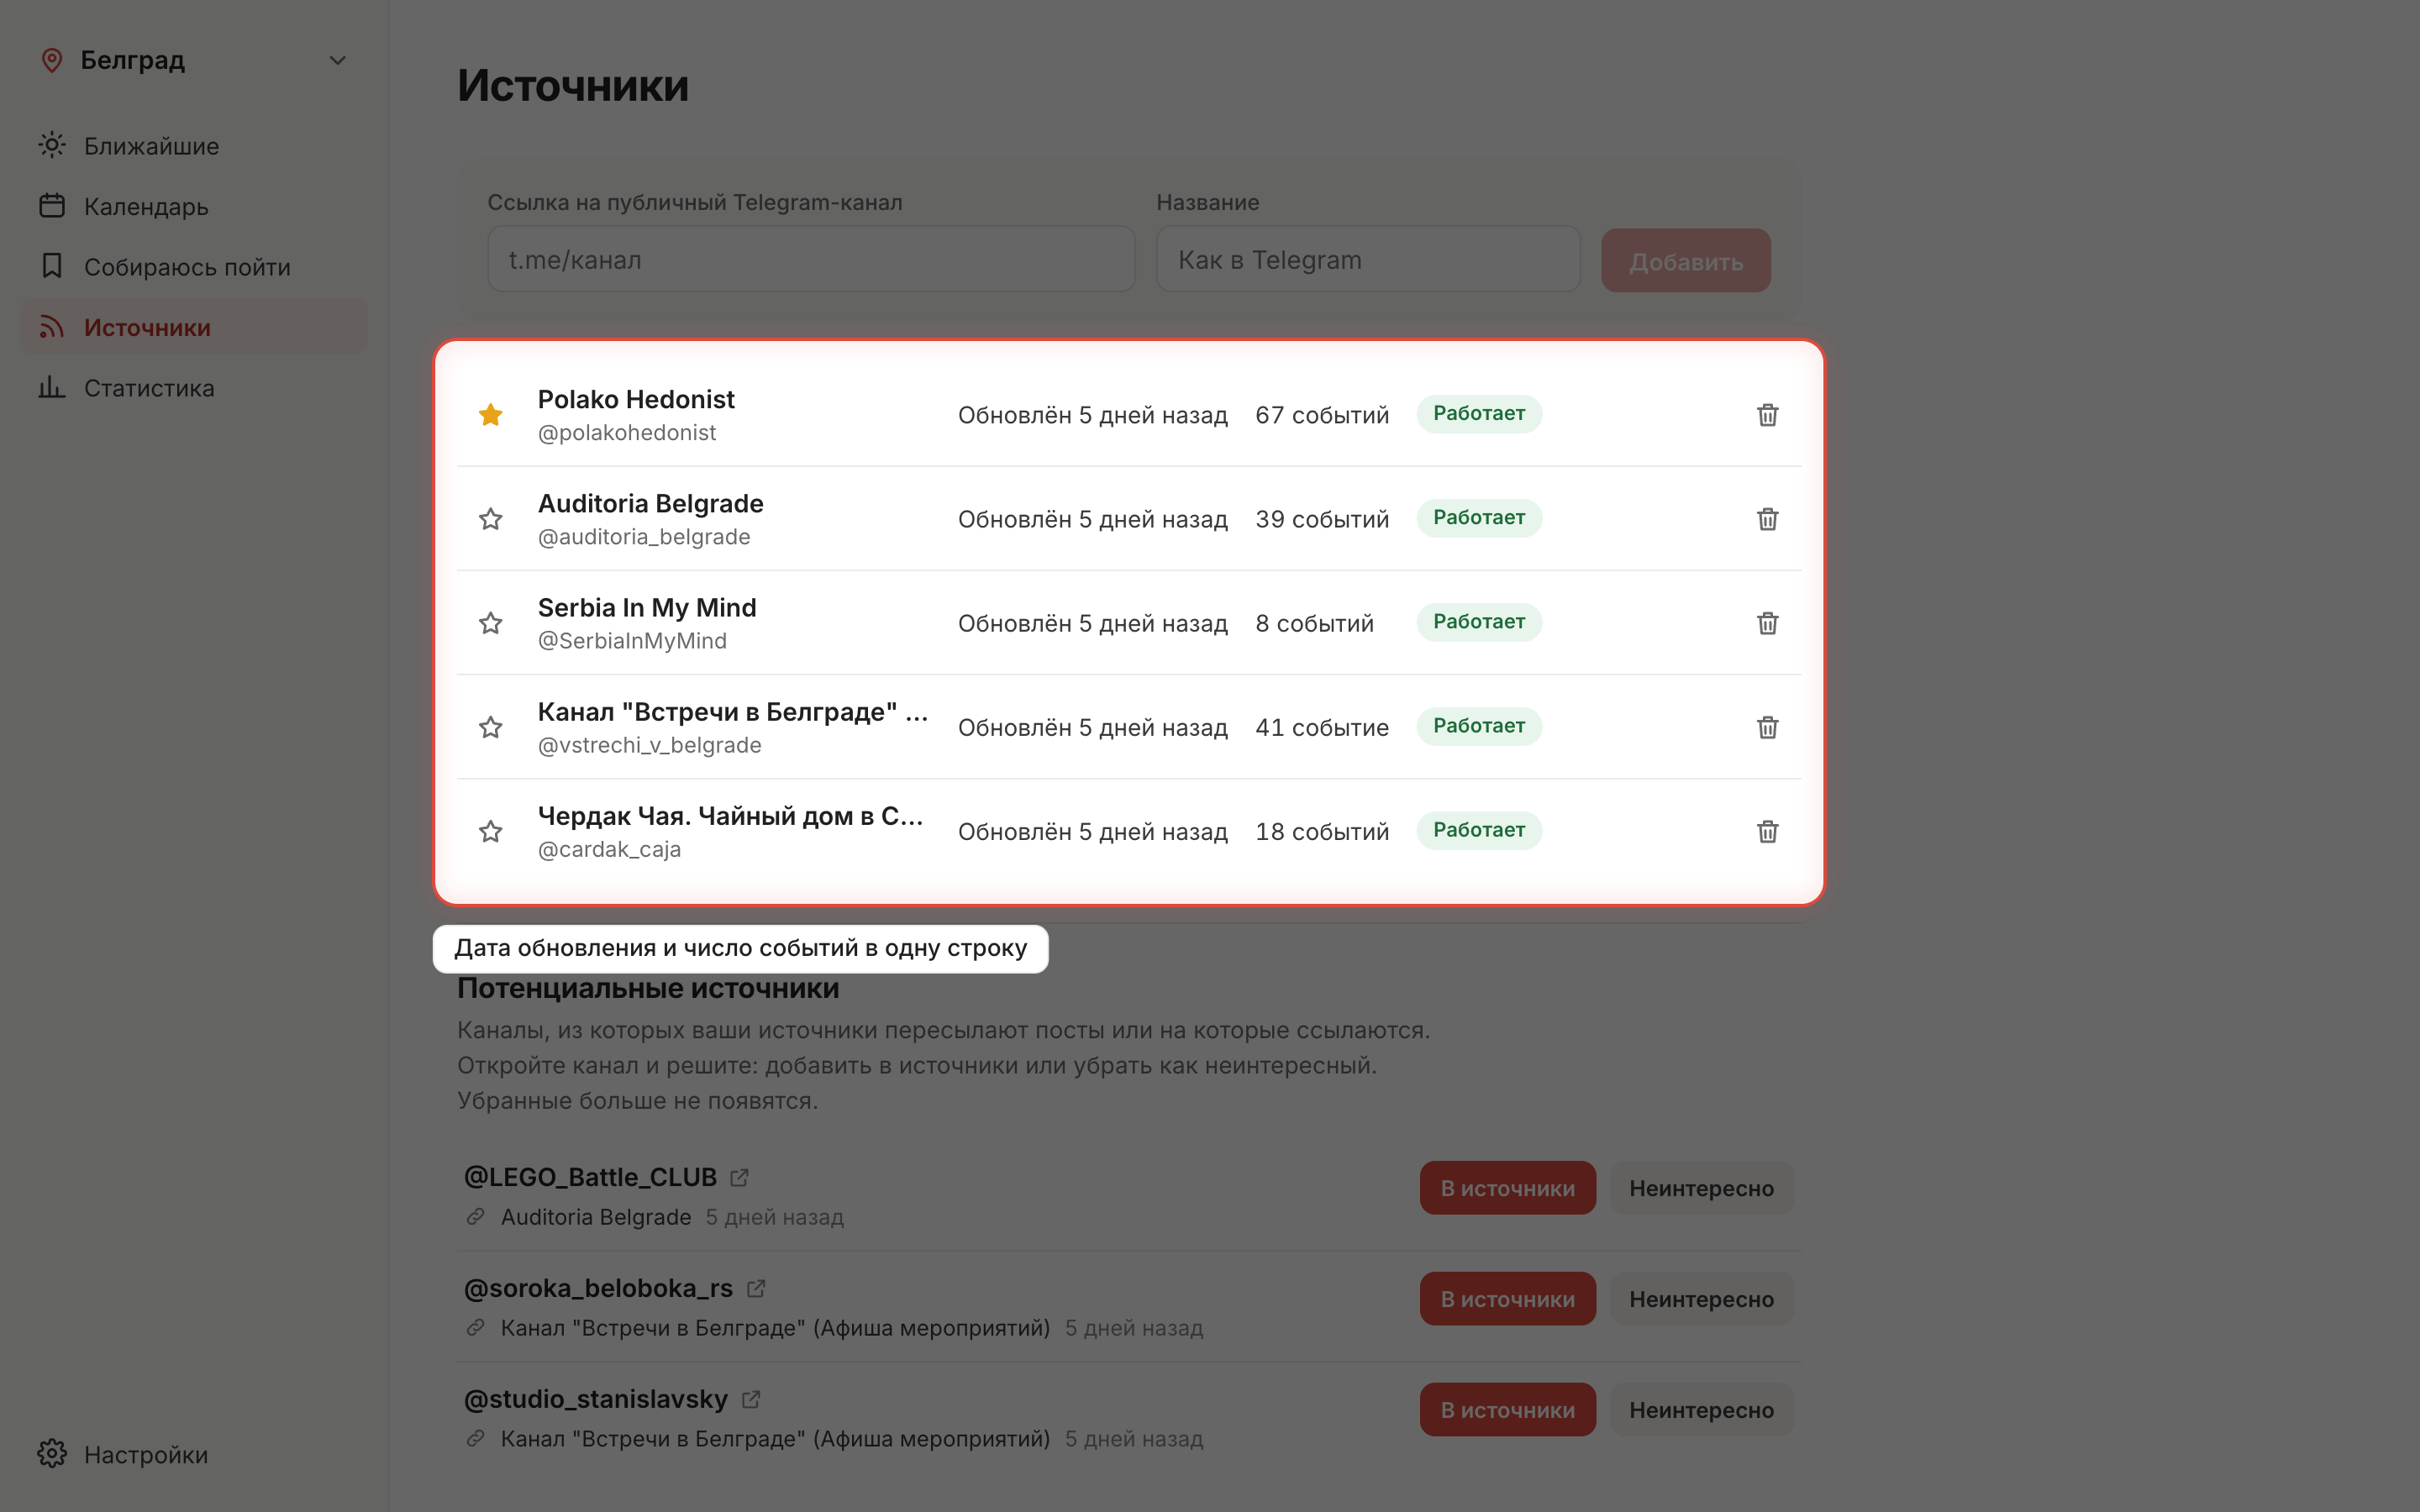 Белград
Ближайшие
Календарь
Собираюсь пойти
Источники
Статистика
Настройки
Источники
Ссылка на публичный Telegram-канал
Название
t.me/канал
Как в Telegram
Добавить
Polako Hedonist
@polakohedonist
Обновлён 5 дней назад 67 событий Работает
Auditoria Belgrade
@auditoria_belgrade
Обновлён 5 дней назад 39 событий Работает
Serbia In My Mind
@SerbiaInMyMind
Обновлён 5 дней назад 8 событий Работает
Канал "Встречи в Белграде" ...
@vstrechi_v_belgrade
Обновлён 5 дней назад 41 событие Работает
Чердак Чая. Чайный дом в С...
@cardak_caja
Обновлён 5 дней назад 18 событий Работает
Дата обновления и число событий в одну строку
Потенциальные источники
Каналы, из которых ваши источники пересылают посты или на которые ссылаются.
Откройте канал и решите: добавить в источники или убрать как неинтересный.
Убранные больше не появятся.
@LEGO_Battle_CLUB
Auditoria Belgrade 5 дней назад
В источники Неинтересно
@soroka_beloboka_rs
Канал "Встречи в Белграде" (Афиша мероприятий) 5 дней назад
В источники Неинтересно
@studio_stanislavsky
Канал "Встречи в Белграде" (Афиша мероприятий) 5 дней назад
В источники Неинтересно